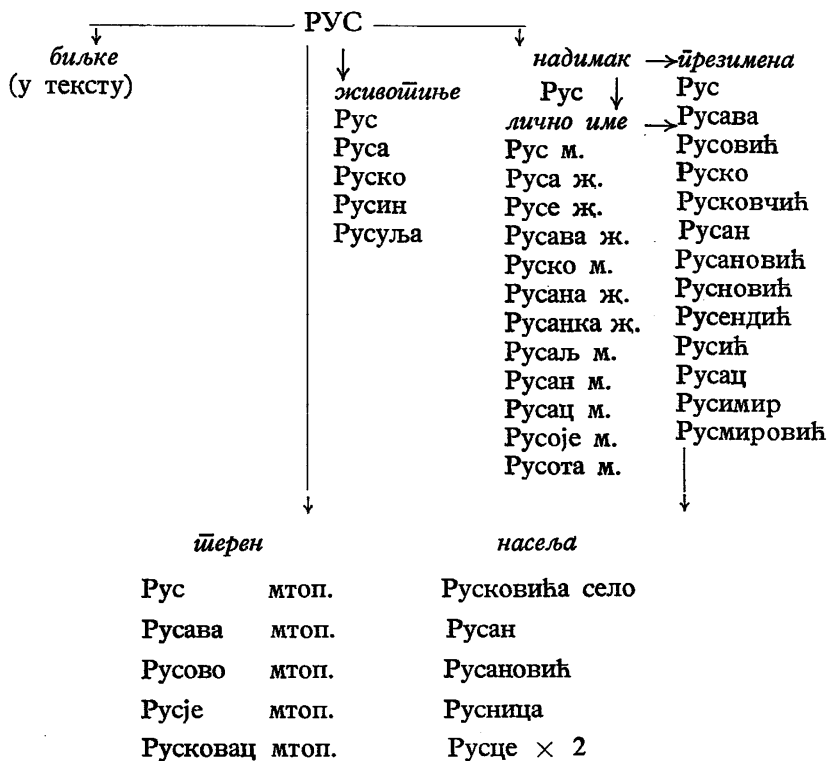 РУС
биљке
(у тексту)
животиње
Рус
Руса
Руско
Русин
Русуља
надимак → презимена
Рус
лично име →
Рус м.
Руса ж.
Русе ж.
Русава ж.
Руско м.
Русана ж.
Русанка ж.
Русаљ м.
Русан м.
Русац м.
Русоје м.
Русота м.
Рус
Русава
Русовић
Руско
Русковчић
Русан
Русановић
Русновић
Русендић
Русић
Русац
Русимир
Русмировић
терен
Рус мтоп.
Русава мтоп.
Русово мтоп.
Русје мтоп.
Русковац мтоп.
насеља
Русковића село
Русан
Русановић
Русница
Русце × 2